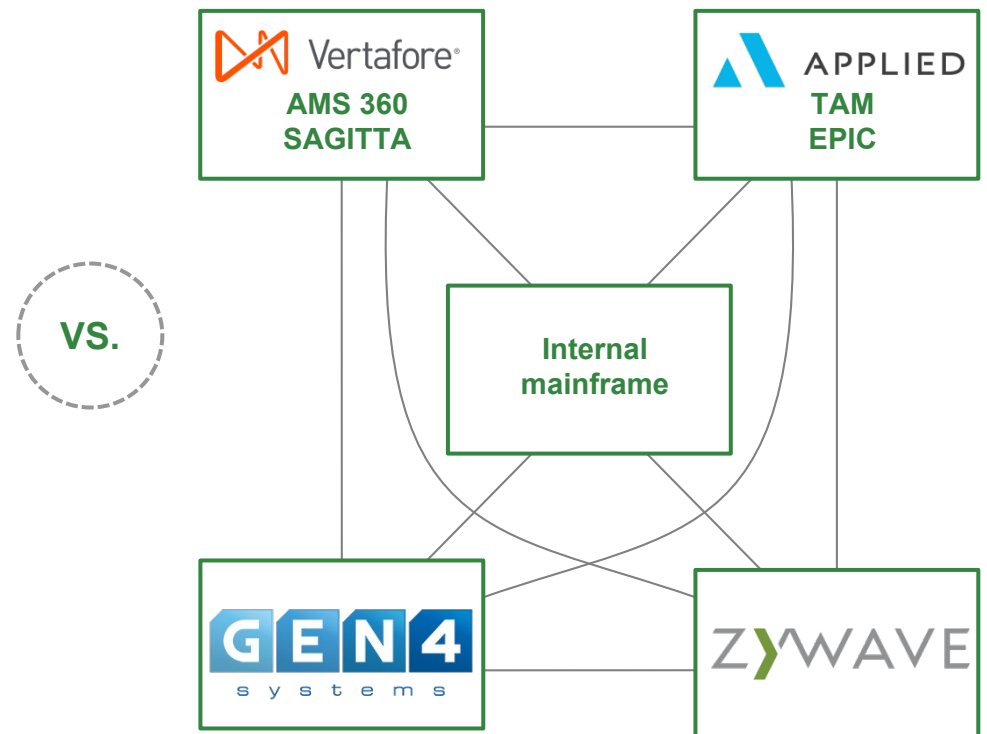 Vertafore®
AMS 360
SAGITTA
APPLIED
TAM
EPIC
VS.
Internal
mainframe
GEN4
systems
ZYWAVE